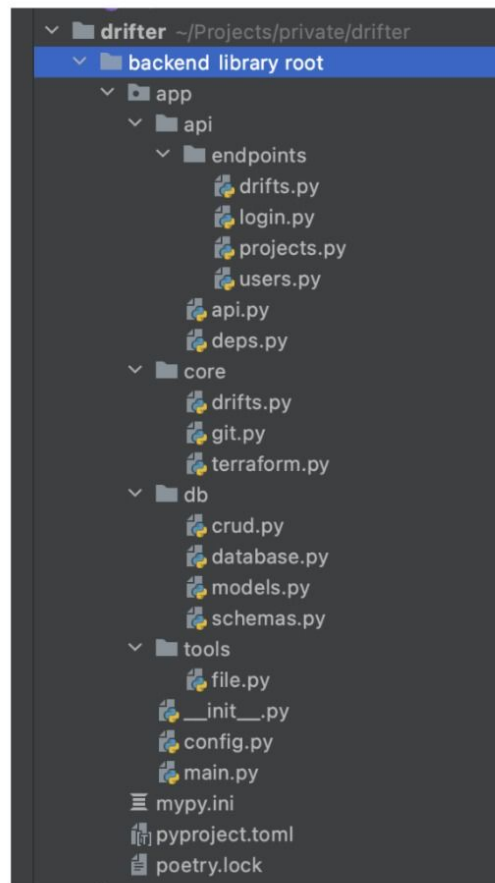 drifter ~/Projects/private/drifter
backend library root
app
api
endpoints
drifts.py
login.py
projects.py
users.py
api.py
deps.py
core
drifts.py
git.py
terraform.py
db
crud.py
database.py
models.py
schemas.py
tools
file.py
__init__.py
config.py
main.py
mypy.ini
pyproject.toml
poetry.lock